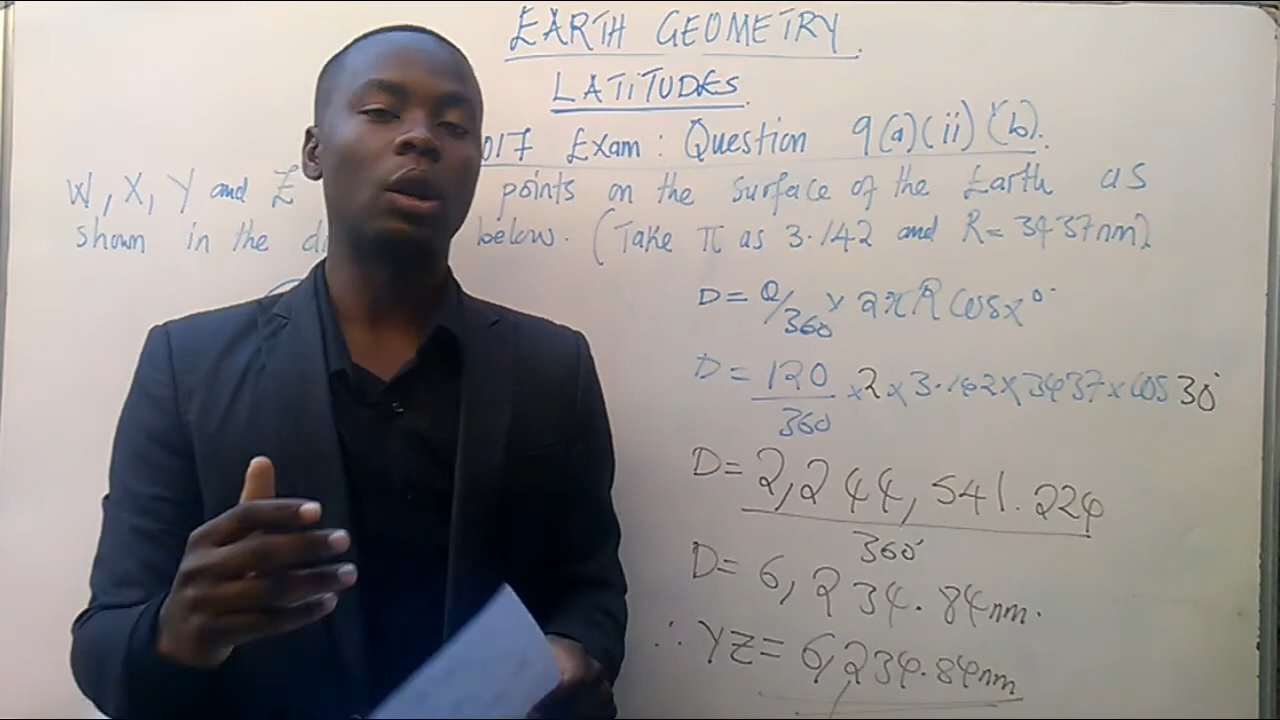 EARTH GEOMETRY.
LATITUDES.
017 Exam: Question 9(a)(ii)(b).
W, X, Y and Z points on the surface of the Earth as
shown in the below. (Take π as 3.142 and R= 3437nm)
D= θ/360 x 2πR Cosx°
D = 120/360 x 2 x 3.142 x 3437 x Cos 30°
D= 2,244,541.224/360
D= 6,234.84nm.
∴ YZ= 6,234.84nm